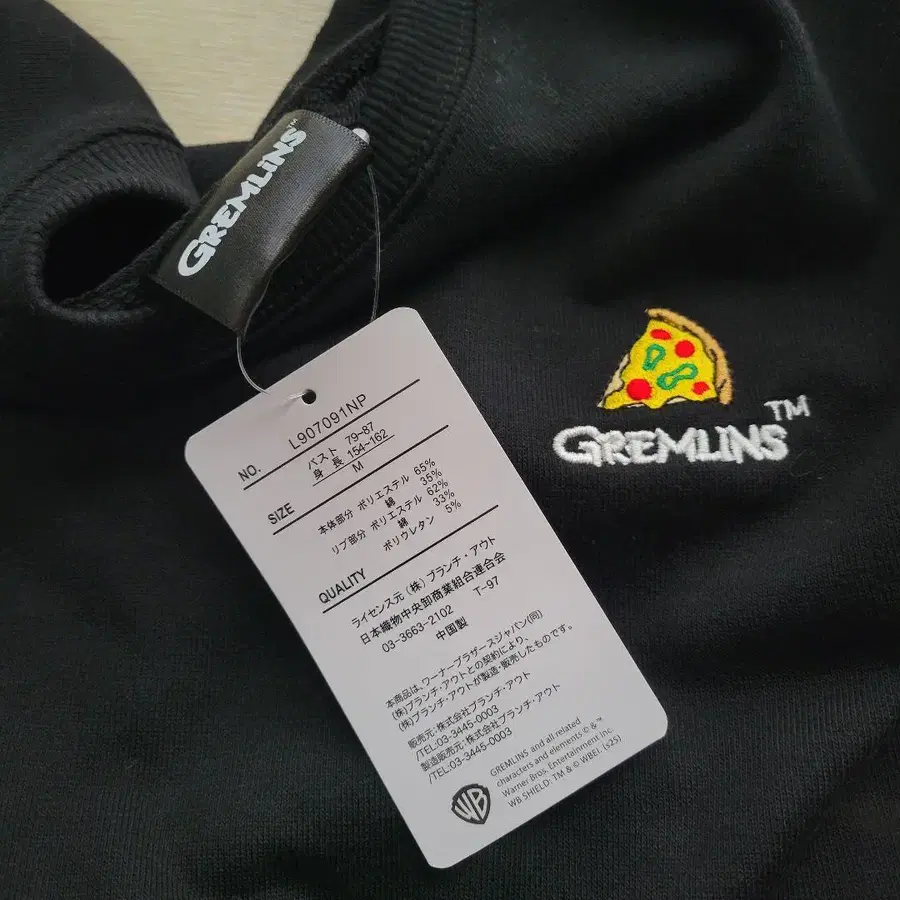 GREMLINS™
GREMLINS™
NO. L907091NP
バスト 79~87
身長 154~162
SIZE M
本体部分 ポリエステル 65%
綿 35%
リブ部分 ポリエステル 62%
綿 33%
ポリウレタン 5%
QUALITY
ライセンス元 (株) ブランチ・アウト
日本織物中央卸商業組合連合会
03-3663-2102 T-97
中国製
本商品は、ワーナーブラザースジャパン(同)
(株)ブランチ・アウトとの契約により、
(株)ブランチ・アウトが製造・販売したものです。
販売元・株式会社ブランチ・アウト
/TEL:03-3445-0003
製造販売元・株式会社ブランチ・アウト
/TEL:03-3445-0003
WB
GREMLINS and all related
characters and elements © & ™
Warner Bros. Entertainment Inc.
WB SHIELD: TM & © WBEI. (s25)